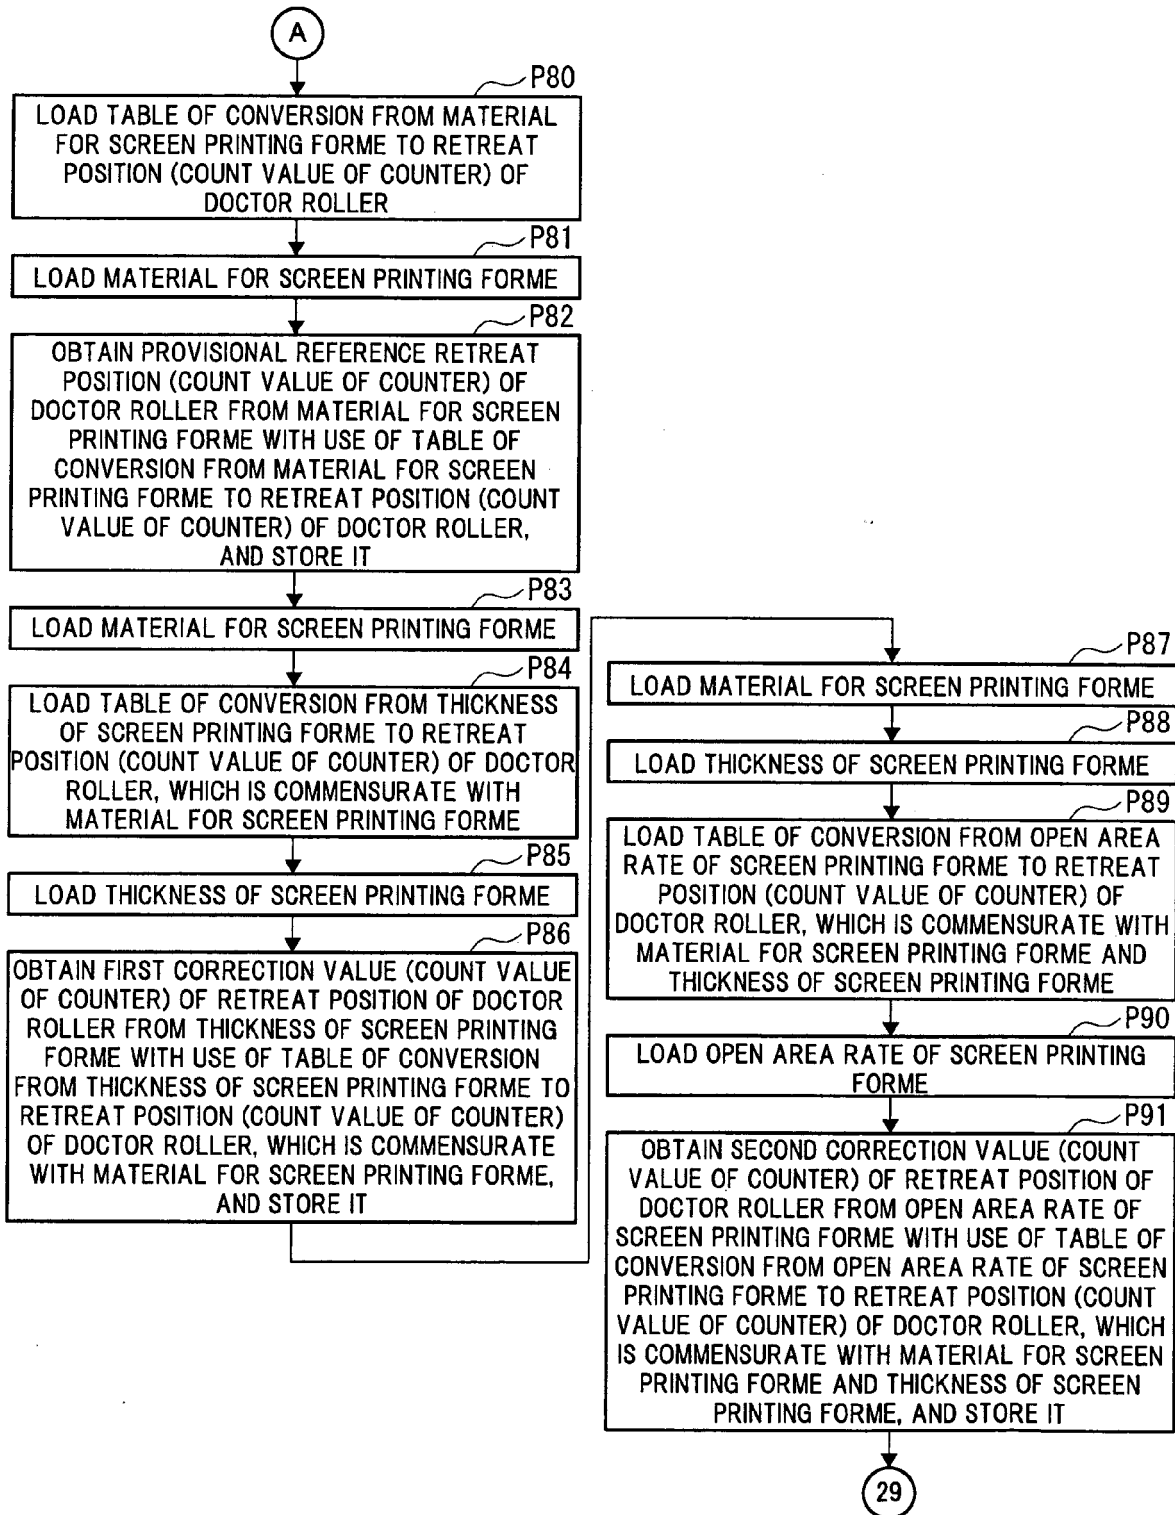 A
P80
LOAD TABLE OF CONVERSION FROM MATERIAL
FOR SCREEN PRINTING FORME TO RETREAT
POSITION (COUNT VALUE OF COUNTER) OF
DOCTOR ROLLER
P81
LOAD MATERIAL FOR SCREEN PRINTING FORME
P82
OBTAIN PROVISIONAL REFERENCE RETREAT
POSITION (COUNT VALUE OF COUNTER) OF
DOCTOR ROLLER FROM MATERIAL FOR SCREEN
PRINTING FORME WITH USE OF TABLE OF
CONVERSION FROM MATERIAL FOR SCREEN
PRINTING FORME TO RETREAT POSITION (COUNT
VALUE OF COUNTER) OF DOCTOR ROLLER,
AND STORE IT
P83
LOAD MATERIAL FOR SCREEN PRINTING FORME
P84
LOAD TABLE OF CONVERSION FROM THICKNESS
OF SCREEN PRINTING FORME TO RETREAT
POSITION (COUNT VALUE OF COUNTER) OF DOCTOR
ROLLER, WHICH IS COMMENSURATE WITH
MATERIAL FOR SCREEN PRINTING FORME
P85
LOAD THICKNESS OF SCREEN PRINTING FORME
P86
OBTAIN FIRST CORRECTION VALUE (COUNT VALUE
OF COUNTER) OF RETREAT POSITION OF DOCTOR
ROLLER FROM THICKNESS OF SCREEN PRINTING
FORME WITH USE OF TABLE OF CONVERSION
FROM THICKNESS OF SCREEN PRINTING FORME TO
RETREAT POSITION (COUNT VALUE OF COUNTER)
OF DOCTOR ROLLER, WHICH IS COMMENSURATE
WITH MATERIAL FOR SCREEN PRINTING FORME,
AND STORE IT
P87
LOAD MATERIAL FOR SCREEN PRINTING FORME
P88
LOAD THICKNESS OF SCREEN PRINTING FORME
P89
LOAD TABLE OF CONVERSION FROM OPEN AREA
RATE OF SCREEN PRINTING FORME TO RETREAT
POSITION (COUNT VALUE OF COUNTER) OF
DOCTOR ROLLER, WHICH IS COMMENSURATE WITH
MATERIAL FOR SCREEN PRINTING FORME AND
THICKNESS OF SCREEN PRINTING FORME
P90
LOAD OPEN AREA RATE OF SCREEN PRINTING
FORME
P91
OBTAIN SECOND CORRECTION VALUE (COUNT
VALUE OF COUNTER) OF RETREAT POSITION OF
DOCTOR ROLLER FROM OPEN AREA RATE OF
SCREEN PRINTING FORME WITH USE OF TABLE OF
CONVERSION FROM OPEN AREA RATE OF SCREEN
PRINTING FORME TO RETREAT POSITION (COUNT
VALUE OF COUNTER) OF DOCTOR ROLLER, WHICH
IS COMMENSURATE WITH MATERIAL FOR SCREEN
PRINTING FORME AND THICKNESS OF SCREEN
PRINTING FORME, AND STORE IT
29